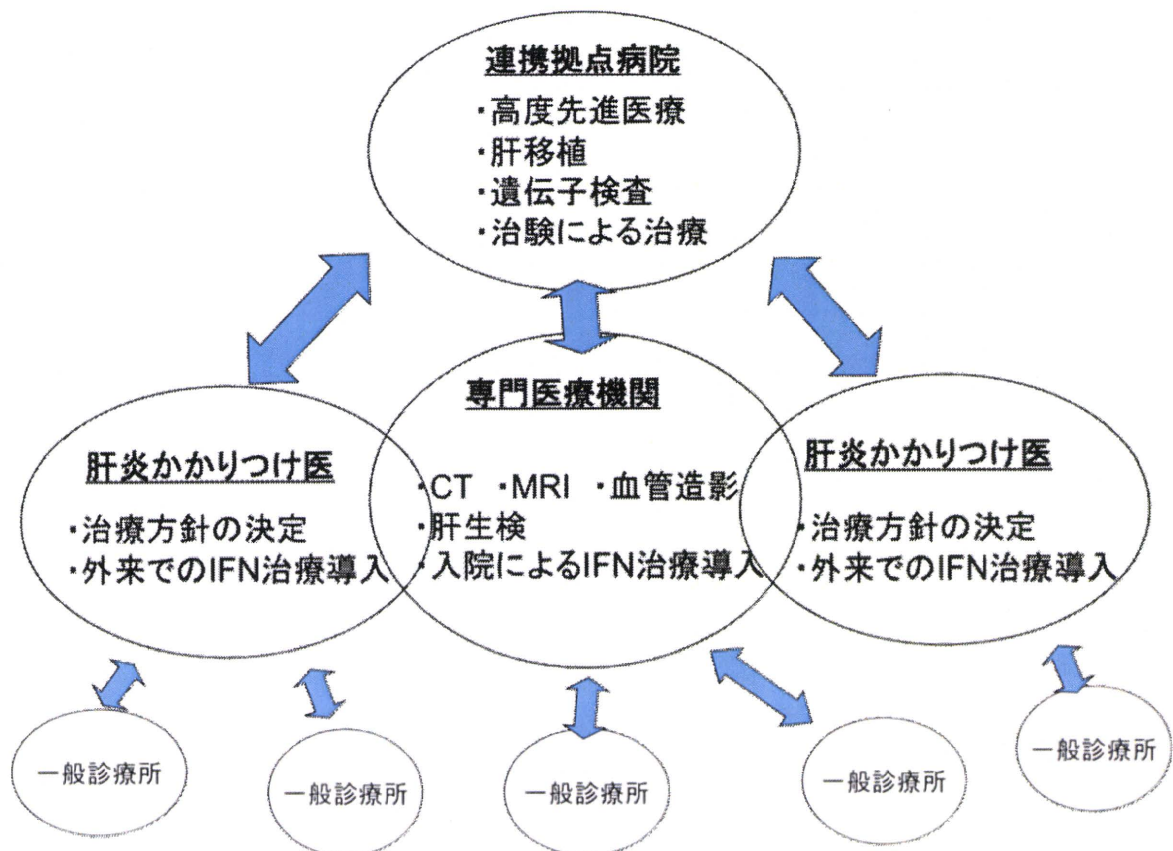 連携拠点病院
・高度先進医療
・肝移植
・遺伝子検査
・治験による治療
専門医療機関
・CT ・MRI ・血管造影
・肝生検
・入院によるIFN治療導入
肝炎かかりつけ医
・治療方針の決定
・外来でのIFN治療導入
肝炎かかりつけ医
・治療方針の決定
・外来でのIFN治療導入
一般診療所
一般診療所
一般診療所
一般診療所
一般診療所